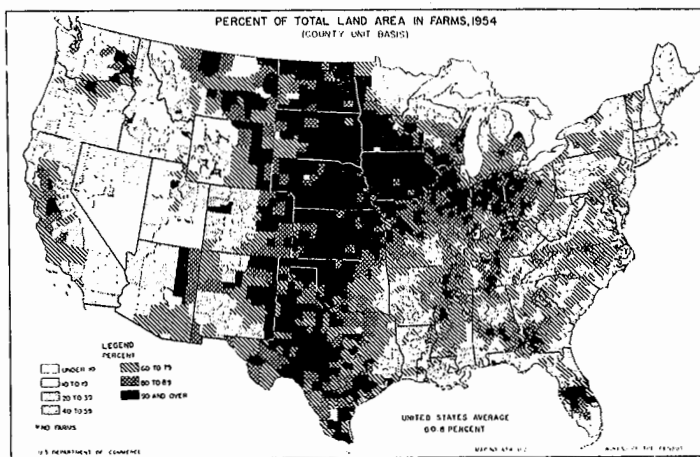 PERCENT OF TOTAL LAND AREA IN FARMS, 1954
(COUNTY UNIT BASIS)
LEGEND
PERCENT
UNDER 10
10 TO 19
20 TO 39
40 TO 59
60 TO 79
80 TO 89
90 AND OVER
NO FARMS
UNITED STATES AVERAGE
60.8 PERCENT
U.S. DEPARTMENT OF COMMERCE
MAP NO.
BUREAU OF THE CENSUS